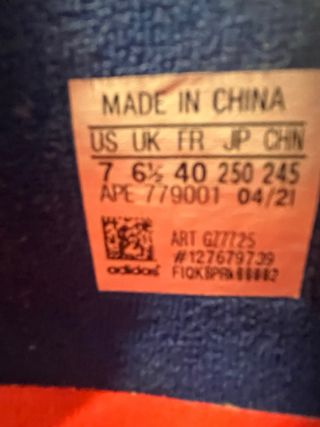 MADE IN CHINA
US UK FR JP CHN
7 6½ 40 250 245
APE 779001 04/21
ART GZ7725
#127679739
adidas